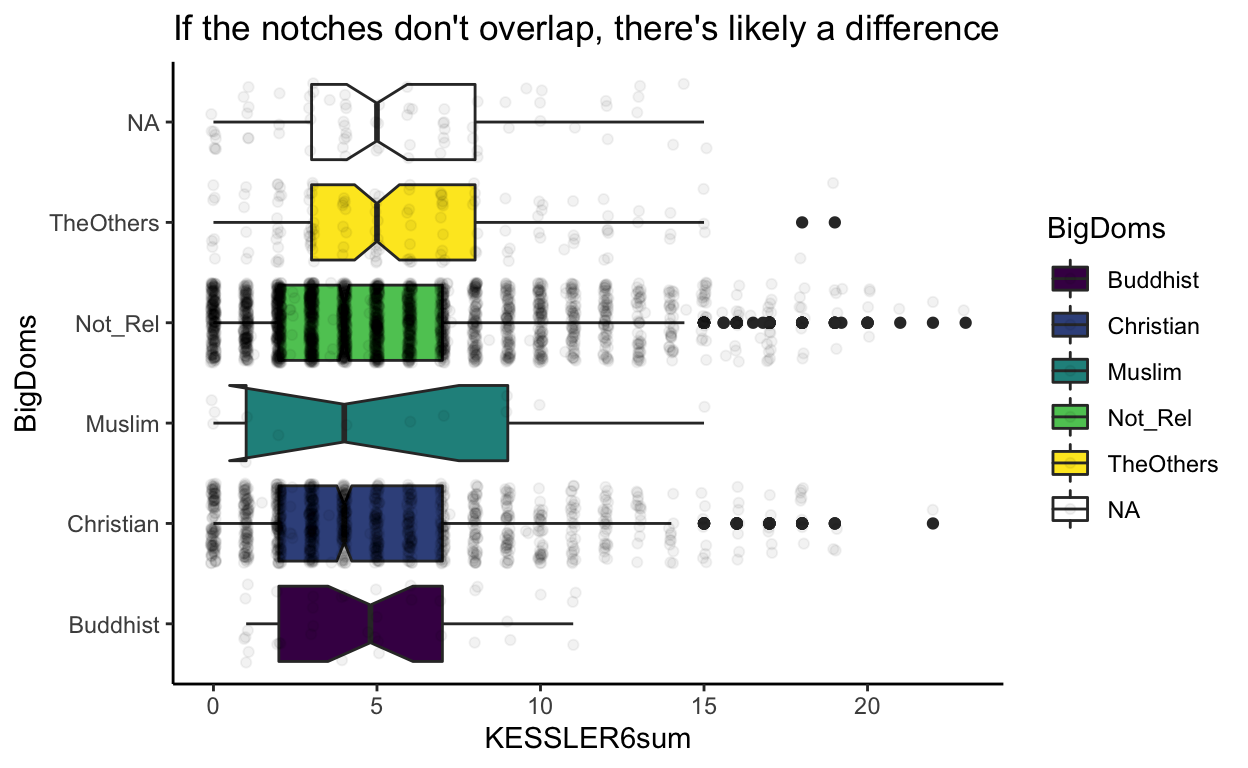 If the notches don't overlap, there's likely a difference
BigDoms
NA
TheOthers
Not_Rel
Muslim
Christian
Buddhist
0 5 10 15 20
KESSLER6sum
BigDoms
Buddhist
Christian
Muslim
Not_Rel
TheOthers
NA